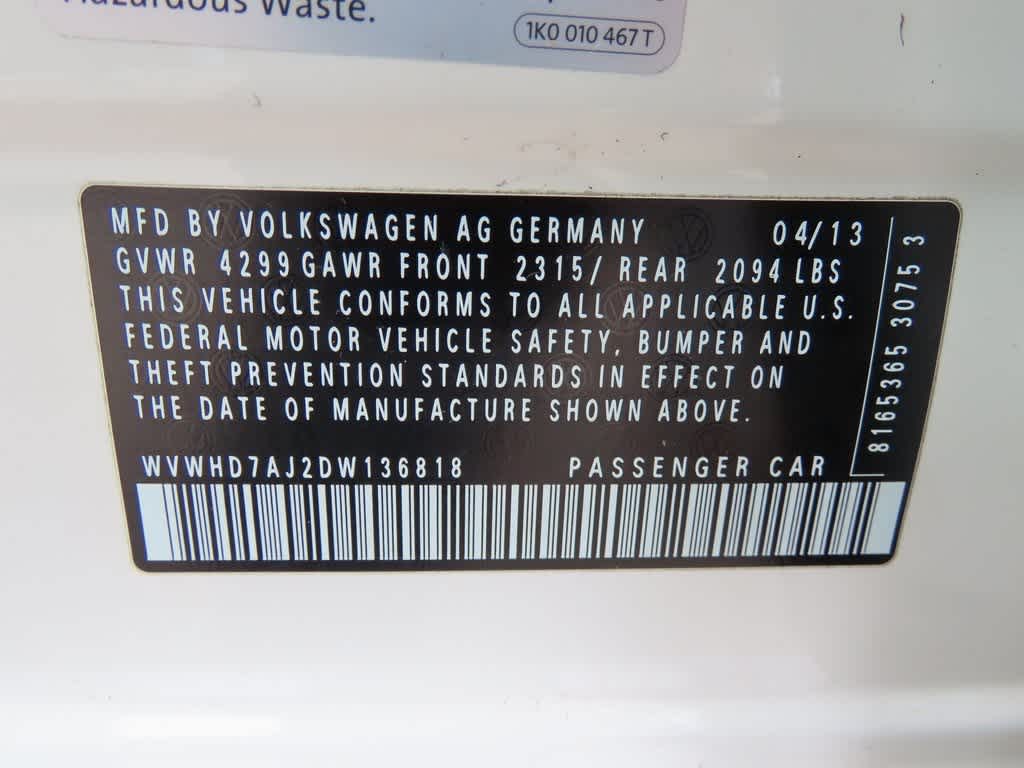 Hazardous Waste.
1K0 010 467 T
MFD BY VOLKSWAGEN AG GERMANY 04/13
GVWR 4299 GAWR FRONT 2315/ REAR 2094 LBS
THIS VEHICLE CONFORMS TO ALL APPLICABLE U.S.
FEDERAL MOTOR VEHICLE SAFETY, BUMPER AND
THEFT PREVENTION STANDARDS IN EFFECT ON
THE DATE OF MANUFACTURE SHOWN ABOVE.
WVWHD7AJ2DW136818 PASSENGER CAR
8165365 3075 3